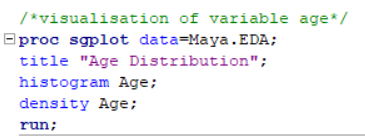 /*visualisation of variable age*/
proc sgplot data=Maya.EDA;
title "Age Distribution";
histogram Age;
density Age;
run;